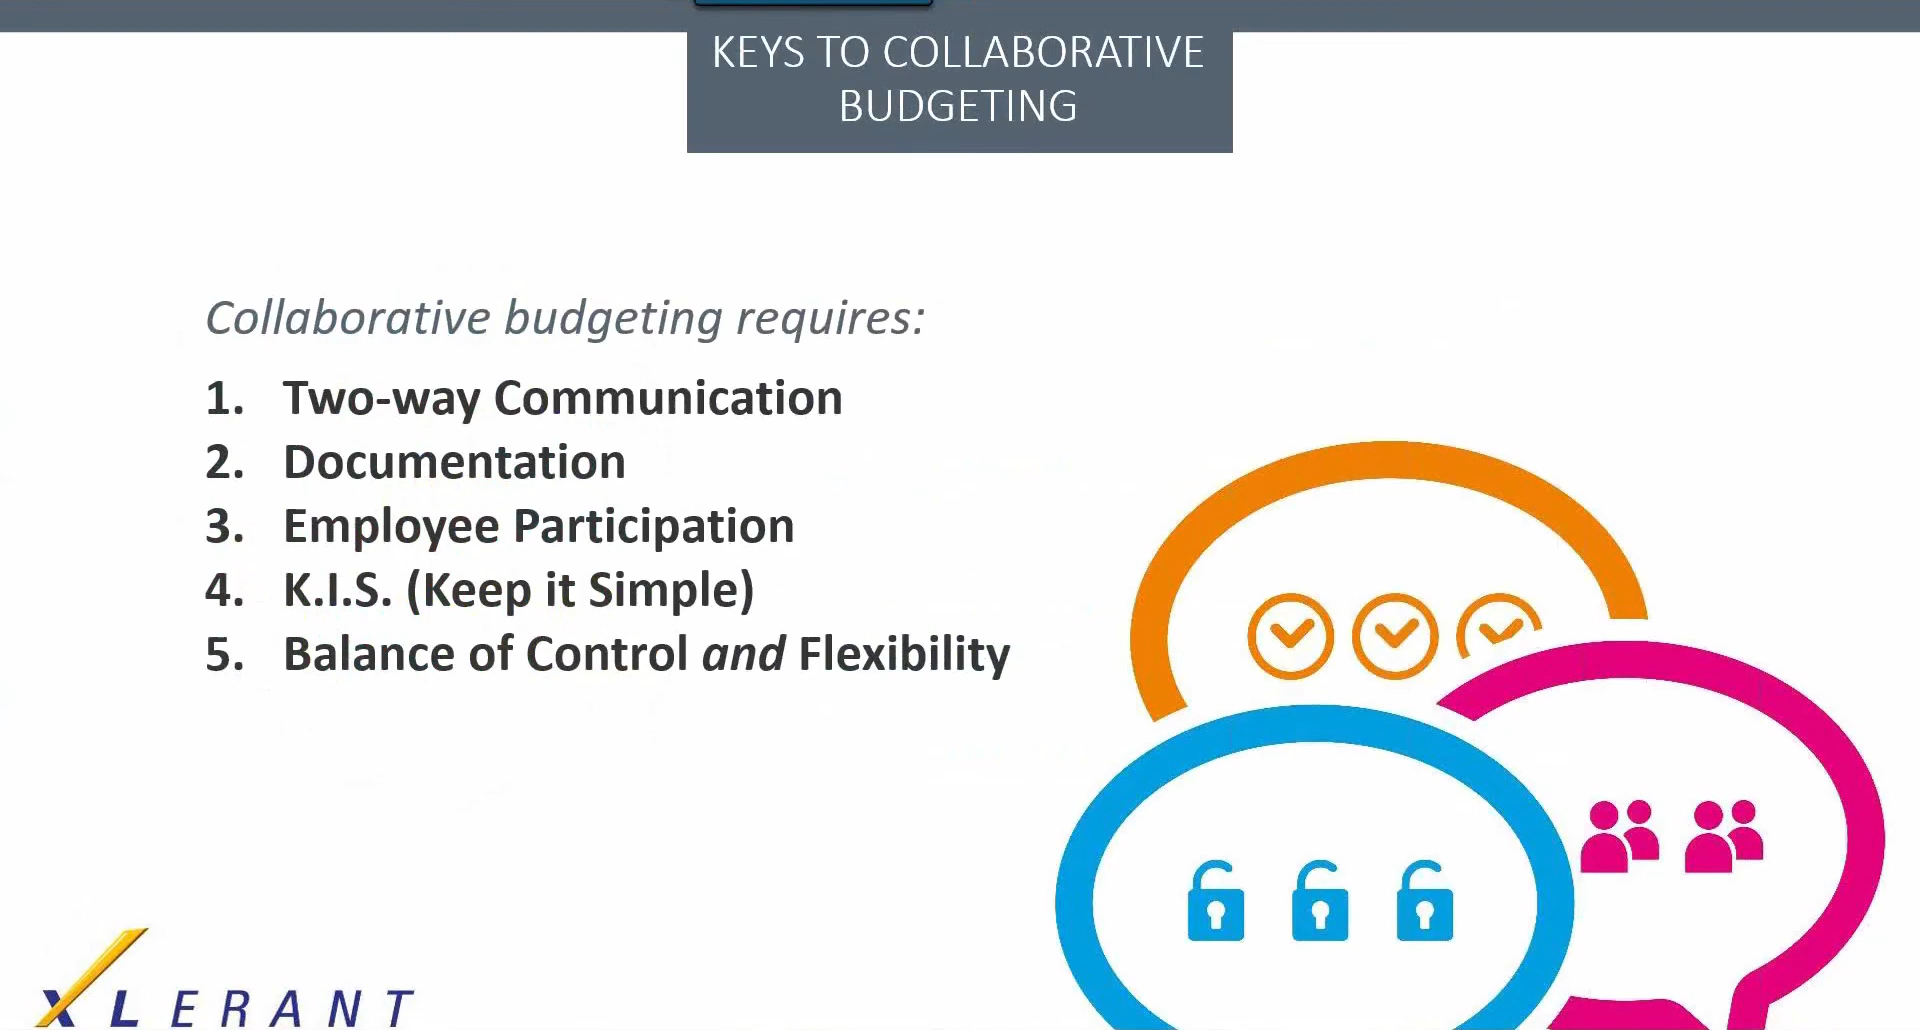 KEYS TO COLLABORATIVE
BUDGETING
Collaborative budgeting requires:
1. Two-way Communication
2. Documentation
3. Employee Participation
4. K.I.S. (Keep it Simple)
5. Balance of Control and Flexibility
XLERANT